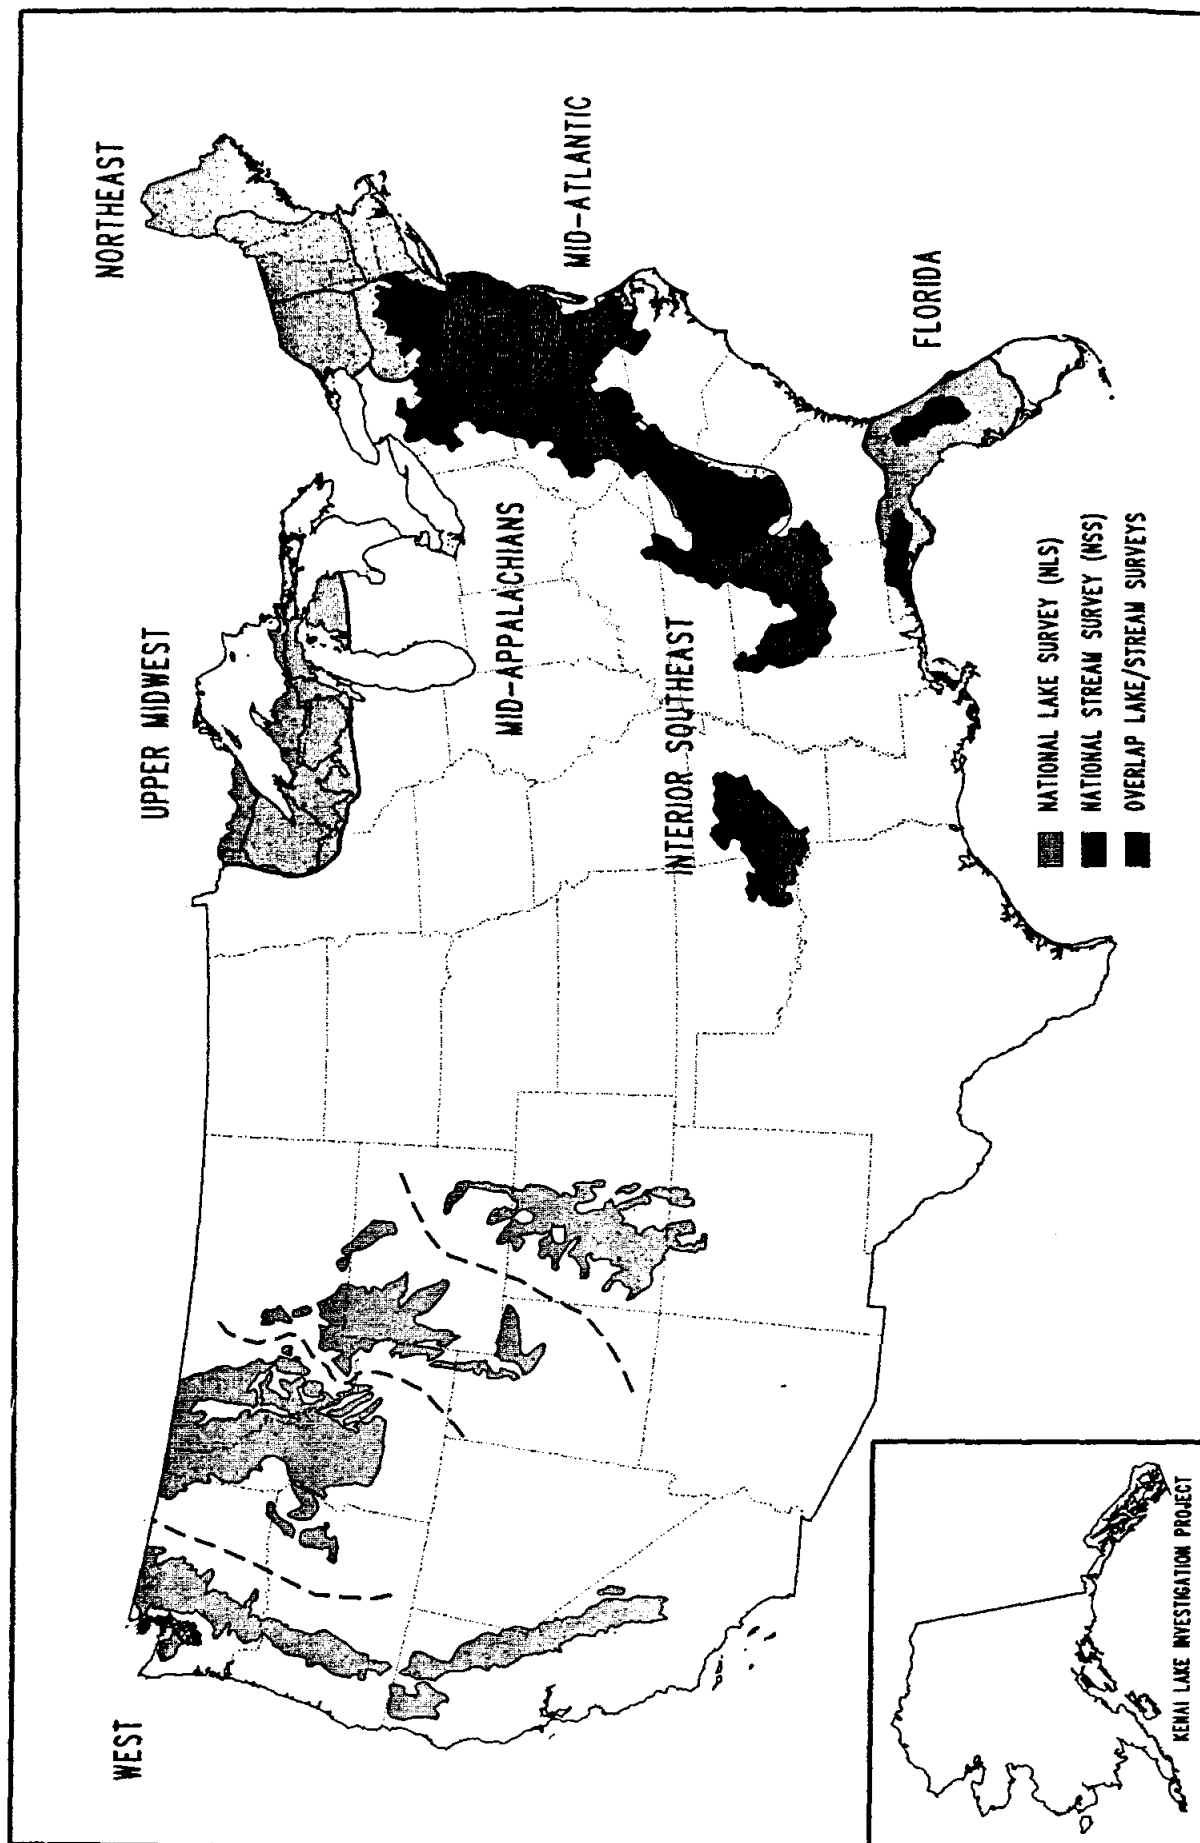 WEST
UPPER MIDWEST
NORTHEAST
MID-APPALACHIANS
MID-ATLANTIC
INTERIOR SOUTHEAST
FLORIDA
NATIONAL LAKE SURVEY (NLS)
NATIONAL STREAM SURVEY (NSS)
OVERLAP LAKE/STREAM SURVEYS
KENAI LAKE INVESTIGATION PROJECT